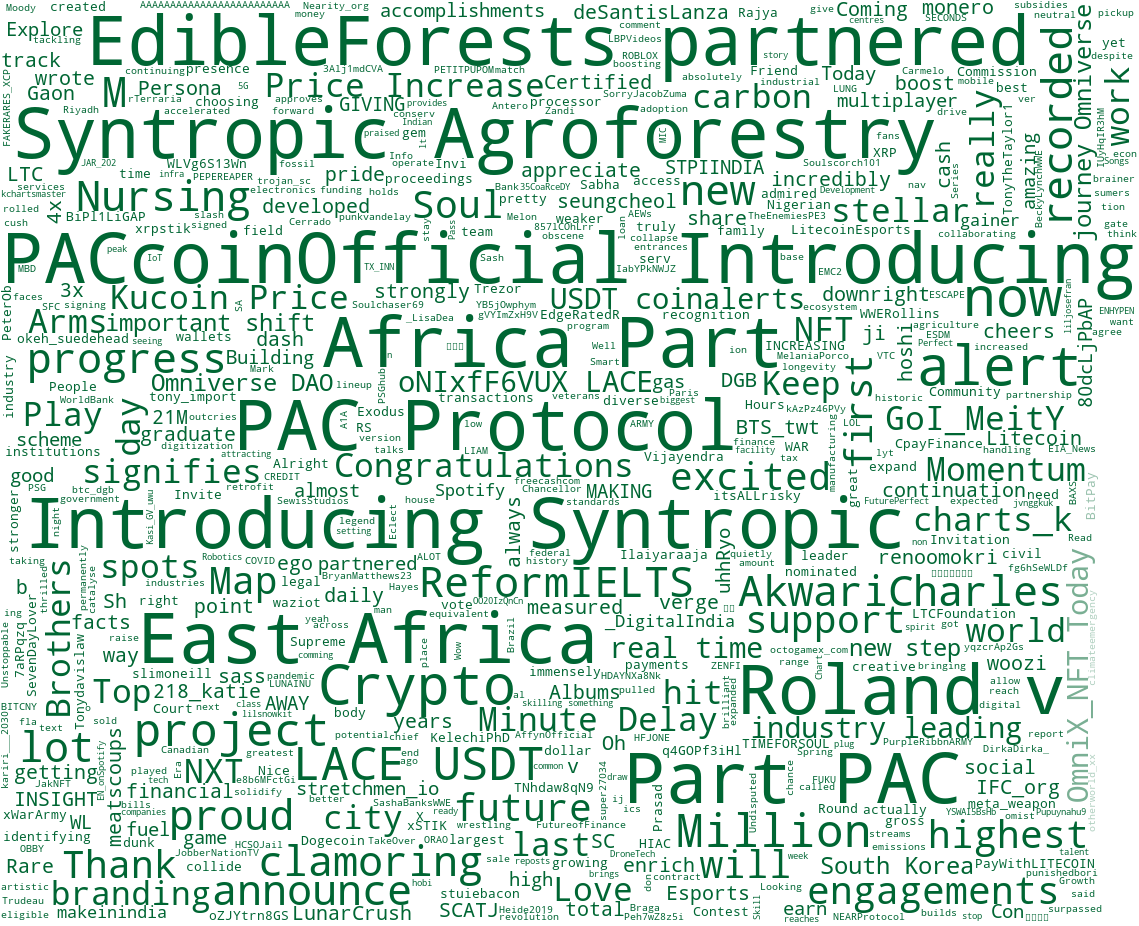 Moody created AAAAAAAAAAAAAAAAAAAAAAAAA Nearity_org accomplishments deSantisLanza Rajya Coming monero subsidies pickup
Explore EdibleForests partnered money comment LBPVideos give centres SECONDS neutral
tackling track continuing presence 3Alj1mdCVA PETITPUPOMmatch ROBLOX boosting story recorded yet
wrote Persona M Price Increase Certified absolutely Friend industrial Today Carmelo Commission boost mobile despite
Gaon choosing 5G GIVING processor SorryJacobZuma carbon LUNG multiplayer best ver journey Omniverse work
FAKERARES_XCP Riyadh rTerraria accelerated approves forward provides Indian conserv Antero Zandi gem adoption drive
Syntropic Agroforestry praised lt MIC fans XRP really TonyTheTaylor1 amazing BeckyLynchWWE IUyHqIR3hM econ Songs
JAR_2O2 WLVg6S13Wn pride Info operate Invi appreciate STPIINDIA Soulscorch101 brainer
LTC time infra PEPEREAPER trojan_sc fossil proceedings incredibly cash Series sumers
kchartsmaster services Nursing electronics funding holds Bank35CoaRceDY Sabha access new admired Development nav tion
rolled cush 4x BiPl1LiGAP developed slash signed Cerrado punkvandelay Soul pretty seungcheol share Nigerian TheEnemiesPE3 stellar gainer collaborating gate
xrpstik field stay Pass Melon team 857lCOhLrr AEWs weaker obscene loan truly collapse family LitecoinEsports think
PACcoinOfficial Introducing
MBD peak IoT TX_INN Sash entrances serv IabYPkNWJZ base EMC2
PeterOb faces 3x Kucoin Price strongly Trezor USDT coinalerts downright ecosystem ESCAPE now liljosefran ENHYPEN
SFC signing SA Soulchaser69 _LisaDea YB5jOwphym gVYImZxH9V EdgeRatedR recognition WWERollins agriculture want
Arms important shift wallets program NFT ji cheers agree
okeh_suedehead seeing dash Africa Part Well ion INCREASING hoshi ESDM Perfect increased 80dcLjPbAP
industry progress Building Mark Smart MelaniaPorco VTC alert
People WorldBank Omniverse DAO lineup PSGhub oNIxfF6VUX LACE gas DGB longevity Keep Community partnership
Play tony_import transactions veterans diverse Paris biggest Hours kAzPz46PVy first historic
scheme day 21M outcries Exodus A1A RS PAC Protocol low ARMY BTS_twt LOL GoI_MeitY
institutions graduate digitization version talks LIAM finance facility WAR tax manufacturing CpayFinance Litecoin handling EIA_News
good signifies attracting CREDIT Alright Congratulations Vijayendra great lyt expand Momentum
PSG btc_dgb government retrofit freecashcom Chancellor excited FuturePerfect continuation BAXS BitPay
stronger night Kasi_GV_uwu Invite SewisStudios almost house Spotify MAKING standards itsALLrisky expected need jvnggkuk
Introducing Syntropic charts_k
legend setting Eclect always non Invitation Read
taking Robotics COVID ALOT federal history Ilaiyaraaja quietly amount leader renoomokri civil
thrilled permanently catalyse spots industries ego partnered BryanMatthews23 uhhRyo nominated fg6hSeWLDf OmniX_NFT Today climateemergency
b Brothers Sh right Map legal daily Hayes OO2OIzQnCn ReformIELTS AkwariCharles
ing Unstoppable 7aRPqzq SevenDayLover facts point waziot vote equivalent man measured verge support LTCFoundation
raise yeah across _DigitalIndia spirit got world
Tonydavislaw way Supreme comming East Africa place Wow Brazil real time octogamex_com new step yqzcrAp2Gs
slimoneill sass pandemic immensely payments ZENFI range Chart creative bringing woozi
BITCNY 2030 kariri_ Top 218_katie class AWAY LUNAINU lilsnowkit Crypto al skilling something HDAYNXa8Nk pulled hit brilliant expanded Roland v allow reach
fla text sold o Court next body Albums digital
lot project years KelechiPhD Minute Delay industry leading report otherworld_xx
EN_onSpotify meatscoups Canadian potential chief AffynOfficial HFJONE TIMEFORSOUL plug PurpleRibbnARMY
getting played tech Era greatest Nice e8b6MFctGi end ago LACE USDT dollar common v Oh q4GOPf3iHl Spring DirkaDirka_
JakNFT NXT financial solidify stretchmen_io TNhdaw8qN9 Part PAC social
INSIGHT bills companies better SashaBanksWWE ready X draw super27034 chance called FUKU IFC_org
xWarArmy WL fuel HCSOJail proud city xSTIK wrestling FutureofFinance future ij ics Prasad Million Undisputed Round actually YSWAl5BsHb meta_weapon Pupuynahu9
identifying dunk game Dogecoin TakeOver ORAO largest last SC HIAC gross omist
OBBY JobberNationTV collide clamoring sale reposts growing DroneTech enrich will week streams emissions highest talent
Rare Thank high brings don contract South Korea PayWithLITECOIN punishedbori
artistic Trudeau branding announce hobi stuiebacon Love Esports Looking engagements Growth said
eligible makeinindia oZJYtrn8GS LunarCrush SCATJ Heide2019 revolution total Braga Peh7wZ8z5i Contest Skill earn reaches NEARProtocol builds stop Con surpassed